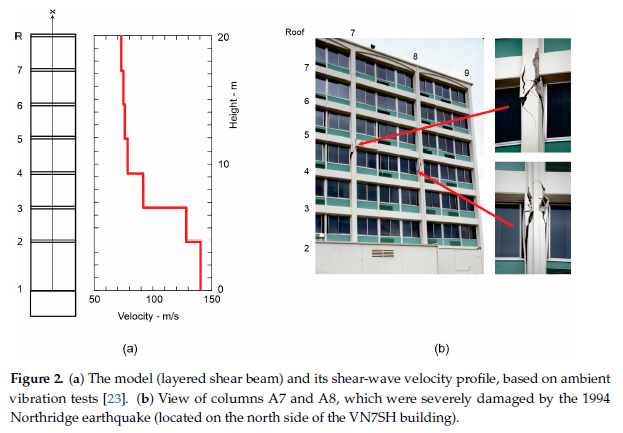 x
R
7
6
5
4
3
2
1
20
10
0
Height - m
50 100 150
Velocity - m/s
(a)
Roof
7
8
9
7
6
5
4
3
2
(b)
Figure 2. (a) The model (layered shear beam) and its shear-wave velocity profile, based on ambient
vibration tests [23]. (b) View of columns A7 and A8, which were severely damaged by the 1994
Northridge earthquake (located on the north side of the VN7SH building).